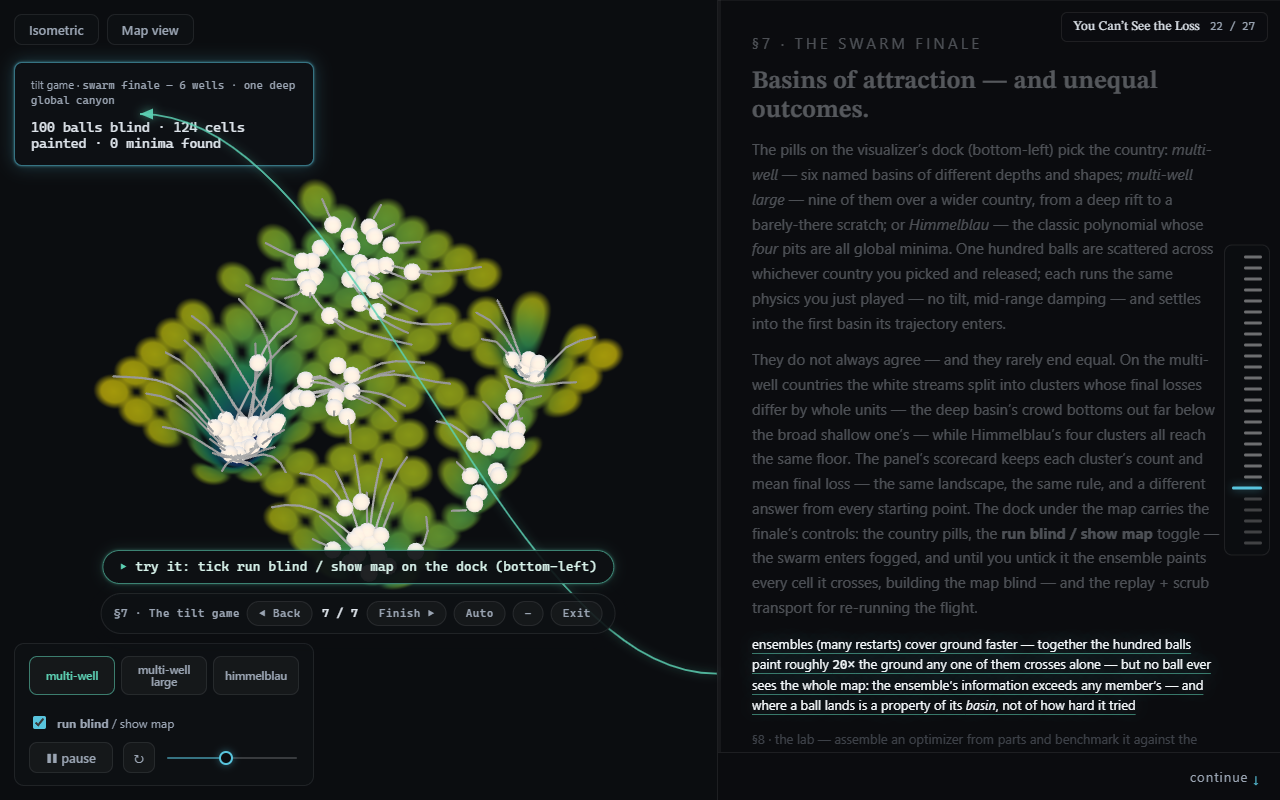 Isometric
Map view
tilt game · swarm finale — 6 wells · one deep
global canyon
100 balls blind · 124 cells
painted · 0 minima found
▸ try it: tick run blind / show map on the dock (bottom-left)
§7 · The tilt game
◂ Back
7 / 7
Finish ▸
Auto
–
Exit
multi-well
multi-well
large
himmelblau
run blind / show map
pause
↻
You Can't See the Loss 22 / 27
§7 · THE SWARM FINALE
Basins of attraction — and unequal
outcomes.
The pills on the visualizer's dock (bottom-left) pick the country: multi-
well — six named basins of different depths and shapes; multi-well
large — nine of them over a wider country, from a deep rift to a
barely-there scratch; or Himmelblau — the classic polynomial whose
four pits are all global minima. One hundred balls are scattered across
whichever country you picked and released; each runs the same
physics you just played — no tilt, mid-range damping — and settles
into the first basin its trajectory enters.
They do not always agree — and they rarely end equal. On the multi-
well countries the white streams split into clusters whose final losses
differ by whole units — the deep basin's crowd bottoms out far below
the broad shallow one's — while Himmelblau's four clusters all reach
the same floor. The panel's scorecard keeps each cluster's count and
mean final loss — the same landscape, the same rule, and a different
answer from every starting point. The dock under the map carries the
finale's controls: the country pills, the run blind / show map toggle —
the swarm enters fogged, and until you untick it the ensemble paints
every cell it crosses, building the map blind — and the replay + scrub
transport for re-running the flight.
ensembles (many restarts) cover ground faster — together the hundred balls
paint roughly 20× the ground any one of them crosses alone — but no ball ever
sees the whole map: the ensemble's information exceeds any member's — and
where a ball lands is a property of its basin, not of how hard it tried
§8 · the lab — assemble an optimizer from parts and benchmark it against the
continue ↓